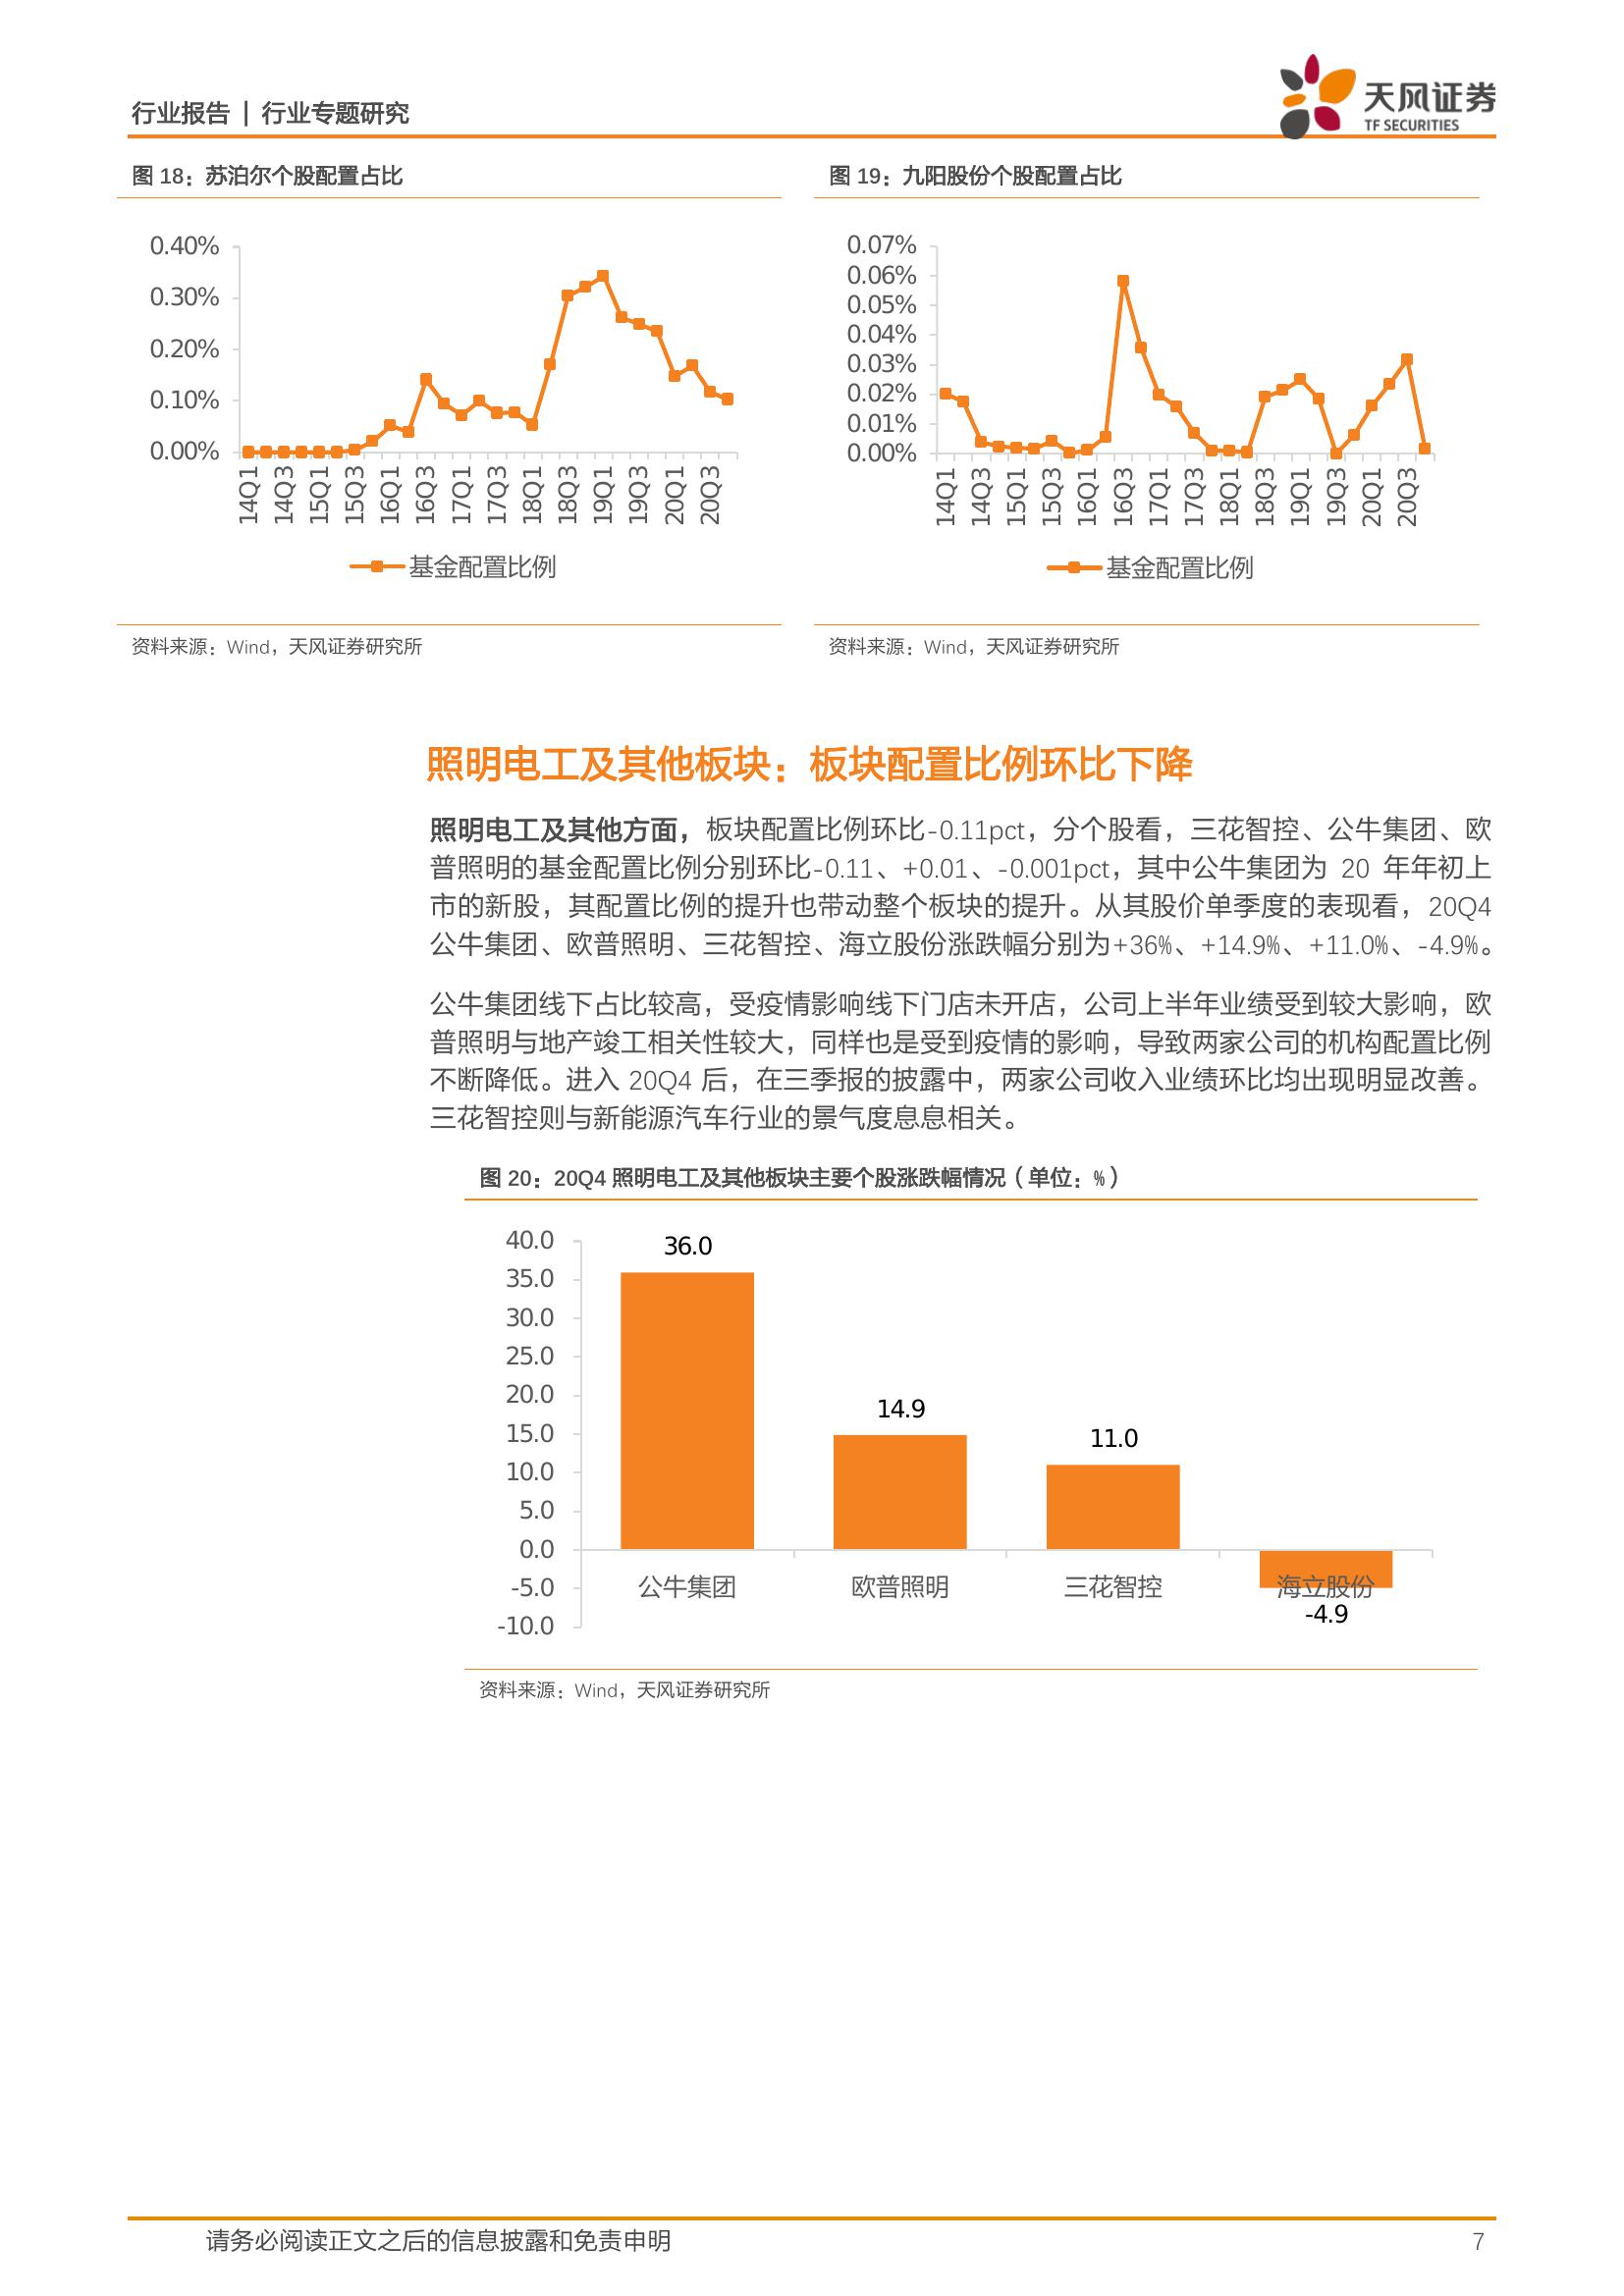 行业报告 | 行业专题研究
天风证券
TF SECURITIES
图 18：苏泊尔个股配置占比
0.40%
0.30%
0.20%
0.10%
0.00%
14Q1 14Q3 15Q1 15Q3 16Q1 16Q3 17Q1 17Q3 18Q1 18Q3 19Q1 19Q3 20Q1 20Q3
基金配置比例
资料来源：Wind，天风证券研究所
图 19：九阳股份个股配置占比
0.07%
0.06%
0.05%
0.04%
0.03%
0.02%
0.01%
0.00%
14Q1 14Q3 15Q1 15Q3 16Q1 16Q3 17Q1 17Q3 18Q1 18Q3 19Q1 19Q3 20Q1 20Q3
基金配置比例
资料来源：Wind，天风证券研究所
照明电工及其他板块：板块配置比例环比下降
照明电工及其他方面，板块配置比例环比-0.11pct，分个股看，三花智控、公牛集团、欧
普照明的基金配置比例分别环比-0.11、+0.01、-0.001pct，其中公牛集团为 20 年年初上
市的新股，其配置比例的提升也带动整个板块的提升。从其股价单季度的表现看，20Q4
公牛集团、欧普照明、三花智控、海立股份涨跌幅分别为+36%、+14.9%、+11.0%、-4.9%。
公牛集团线下占比较高，受疫情影响线下门店未开店，公司上半年业绩受到较大影响，欧
普照明与地产竣工相关性较大，同样也是受到疫情的影响，导致两家公司的机构配置比例
不断降低。进入 20Q4 后，在三季报的披露中，两家公司收入业绩环比均出现明显改善。
三花智控则与新能源汽车行业的景气度息息相关。
图 20：20Q4 照明电工及其他板块主要个股涨跌幅情况（单位：%）
40.0
35.0
30.0
25.0
20.0
15.0
10.0
5.0
0.0
-5.0
-10.0
36.0
14.9
11.0
-4.9
公牛集团 欧普照明 三花智控 海立股份
资料来源：Wind，天风证券研究所
请务必阅读正文之后的信息披露和免责申明 7